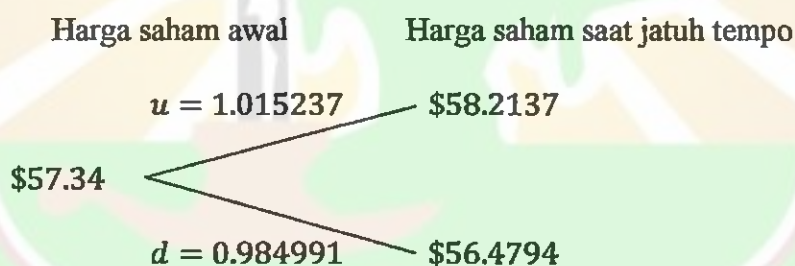 Harga saham awal Harga saham saat jatuh tempo
u = 1.015237 $58.2137
$57.34
d = 0.984991 $56.4794